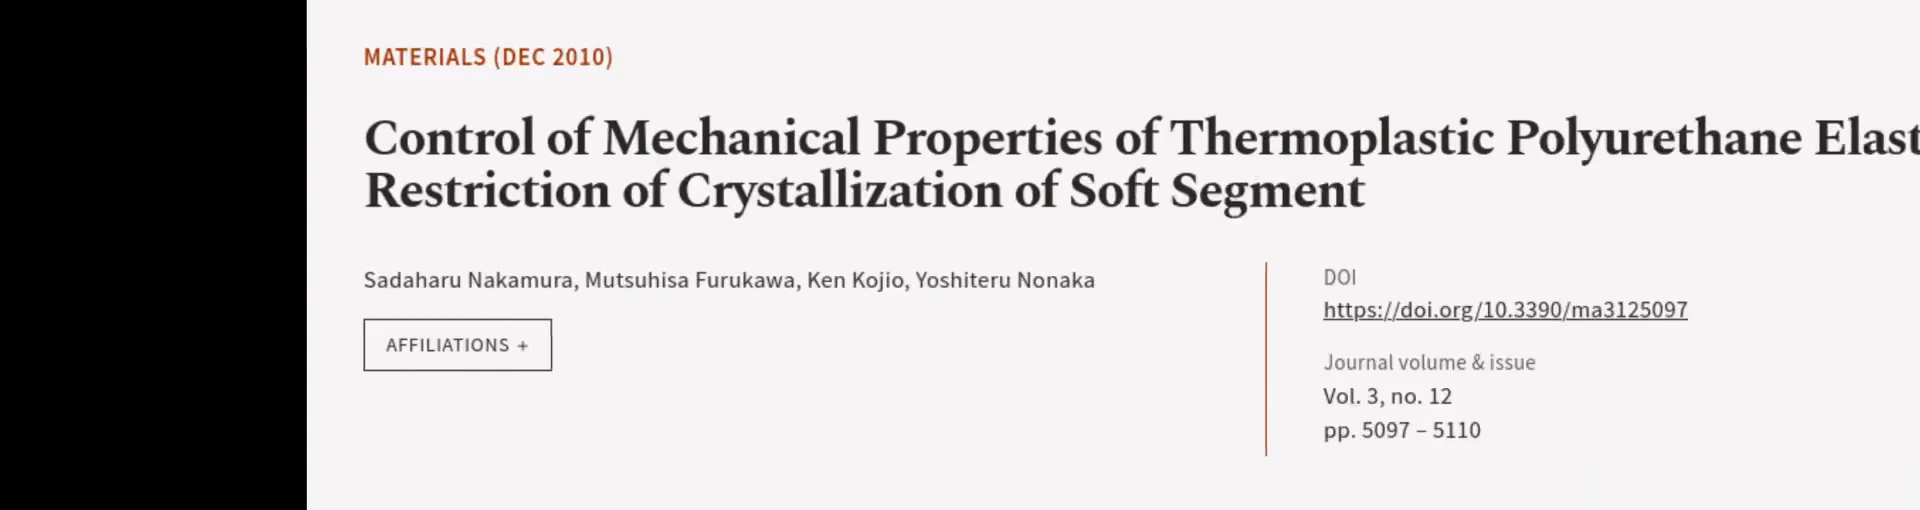 MATERIALS (DEC 2010)
Control of Mechanical Properties of Thermoplastic Polyurethane Elast
Restriction of Crystallization of Soft Segment
Sadaharu Nakamura, Mutsuhisa Furukawa, Ken Kojio, Yoshiteru Nonaka
AFFILIATIONS +
DOI
https://doi.org/10.3390/ma3125097
Journal volume & issue
Vol. 3, no. 12
pp. 5097 – 5110